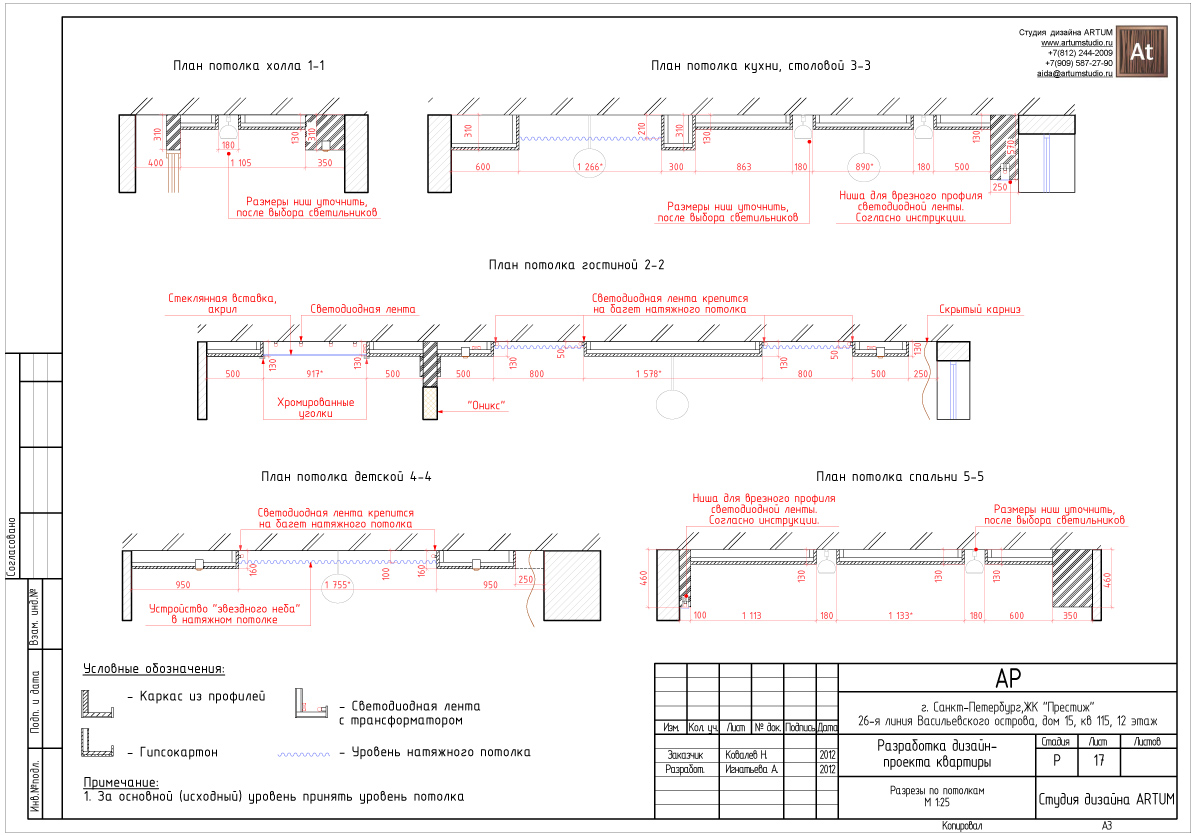 Студия дизайна ARTUM
www.artumstudio.ru
+7(812) 244-2009
+7(909) 587-27-90
aida@artumstudio.ru
At
План потолка холла 1-1
310
180
130
310
400
1 105
350
Размеры ниш уточнить,
после выбора светильников
План потолка кухни, столовой 3-3
310
210
310
130
130
570
600
1 266*
300
863
180
890*
180
500
250
Размеры ниш уточнить,
после выбора светильников
Ниша для врезного профиля
светодиодной ленты.
Согласно инструкции.
План потолка гостиной 2-2
Стеклянная вставка,
акрил
Светодиодная лента
Светодиодная лента крепится
на багет натяжного потолка
Скрытый карниз
130
130
130
50
130
50
130
500
917*
500
500
800
1 578*
800
500
250
Хромированные
уголки
"Оникс"
План потолка детской 4-4
Светодиодная лента крепится
на багет натяжного потолка
160
100
160
250
950
1 755*
950
Устройство "звездного неба"
в натяжном потолке
План потолка спальни 5-5
Ниша для врезного профиля
светодиодной ленты.
Согласно инструкции.
Размеры ниш уточнить,
после выбора светильников
460
130
130
130
460
100
1 113
180
1 133*
180
600
350
Условные обозначения:
- Каркас из профилей
- Светодиодная лента
с трансформатором
- Гипсокартон
- Уровень натяжного потолка
Примечание:
1. За основной (исходный) уровень принять уровень потолка
Согласовано
Взам. инд.№
Подп. и дата
Инв.№подл.
АР
г. Санкт-Петербург,ЖК "Престиж"
26-я линия Васильевского острова, дом 15, кв 115, 12 этаж
Изм. Кол. уч. Лист № док. Подпись Дата
Заказчик Ковалев Н. 2012
Разработ. Игнатьева А. 2012
Разработка дизайн-
проекта квартиры
Стадия Лист Листов
Р 17
Разрезы по потолкам
М 1:25
Студия дизайна ARTUM
Копировал А3